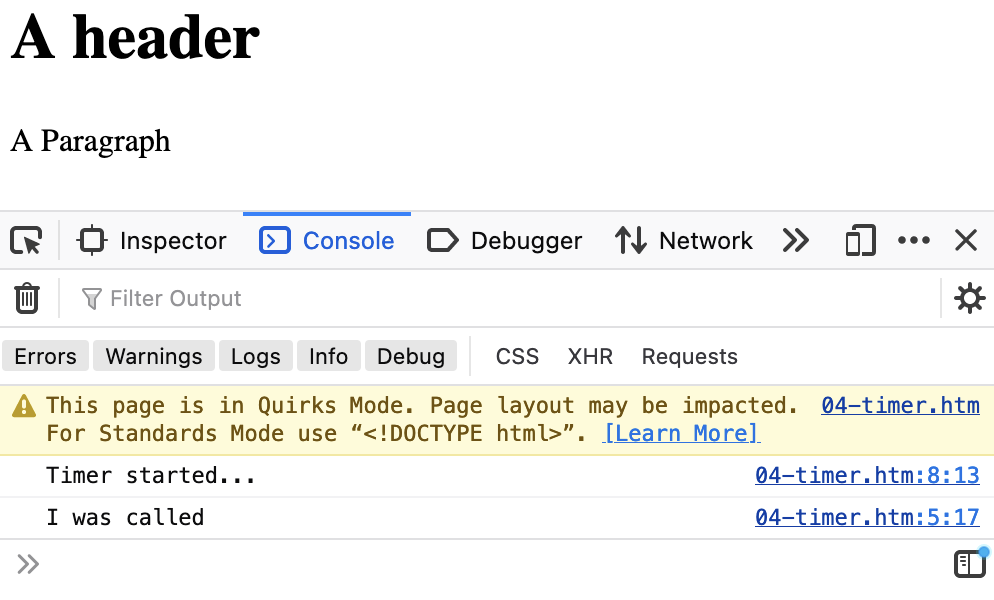 A header
A Paragraph
Inspector Console Debugger Network
Filter Output
Errors Warnings Logs Info Debug CSS XHR Requests
This page is in Quirks Mode. Page layout may be impacted. 04-timer.htm
For Standards Mode use “<!DOCTYPE html>”. [Learn More]
Timer started... 04-timer.htm:8:13
I was called 04-timer.htm:5:17